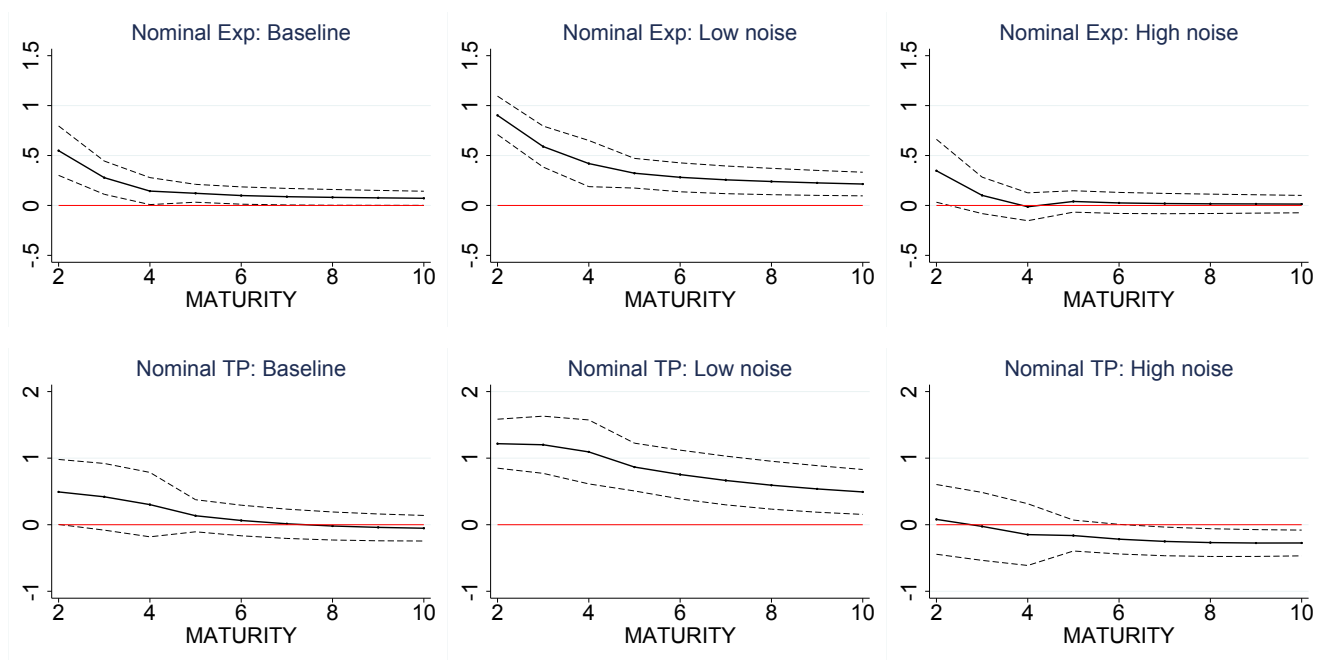 Nominal Exp: Baseline
1.5
1
.5
0
-.5
2 4 6 8 10
MATURITY
Nominal Exp: Low noise
1.5
1
.5
0
-.5
2 4 6 8 10
MATURITY
Nominal Exp: High noise
1.5
1
.5
0
-.5
2 4 6 8 10
MATURITY
Nominal TP: Baseline
2
1
0
-1
2 4 6 8 10
MATURITY
Nominal TP: Low noise
2
1
0
-1
2 4 6 8 10
MATURITY
Nominal TP: High noise
2
1
0
-1
2 4 6 8 10
MATURITY